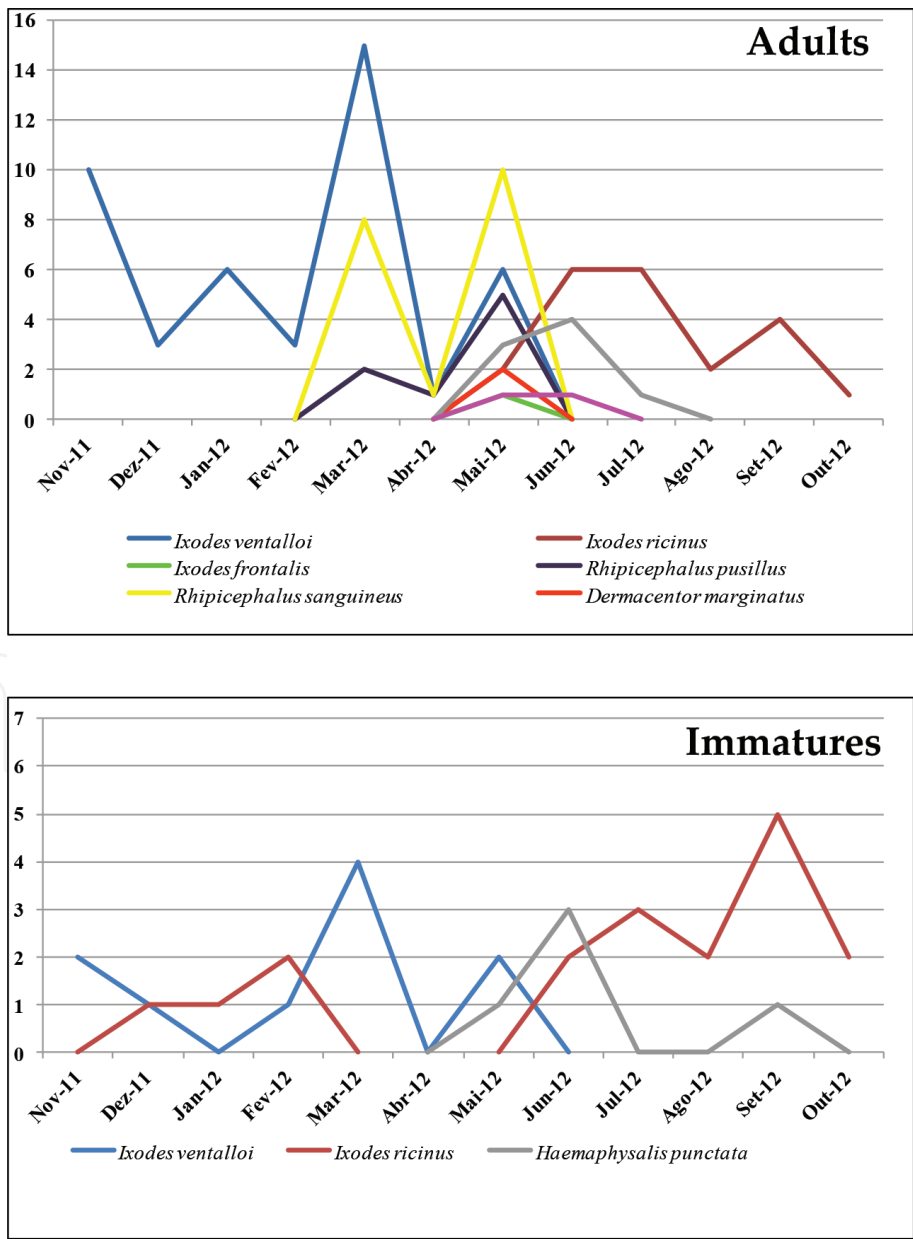 Adults
16
14
12
10
8
6
4
2
0
Nov-11 Dez-11 Jan-12 Fev-12 Mar-12 Abr-12 Mai-12 Jun-12 Jul-12 Ago-12 Set-12 Out-12
Ixodes ventalloi Ixodes ricinus
Ixodes frontalis Rhipicephalus pusillus
Rhipicephalus sanguineus Dermacentor marginatus
Immatures
7
6
5
4
3
2
1
0
Nov-11 Dez-11 Jan-12 Fev-12 Mar-12 Abr-12 Mai-12 Jun-12 Jul-12 Ago-12 Set-12 Out-12
Ixodes ventalloi Ixodes ricinus Haemaphysalis punctata